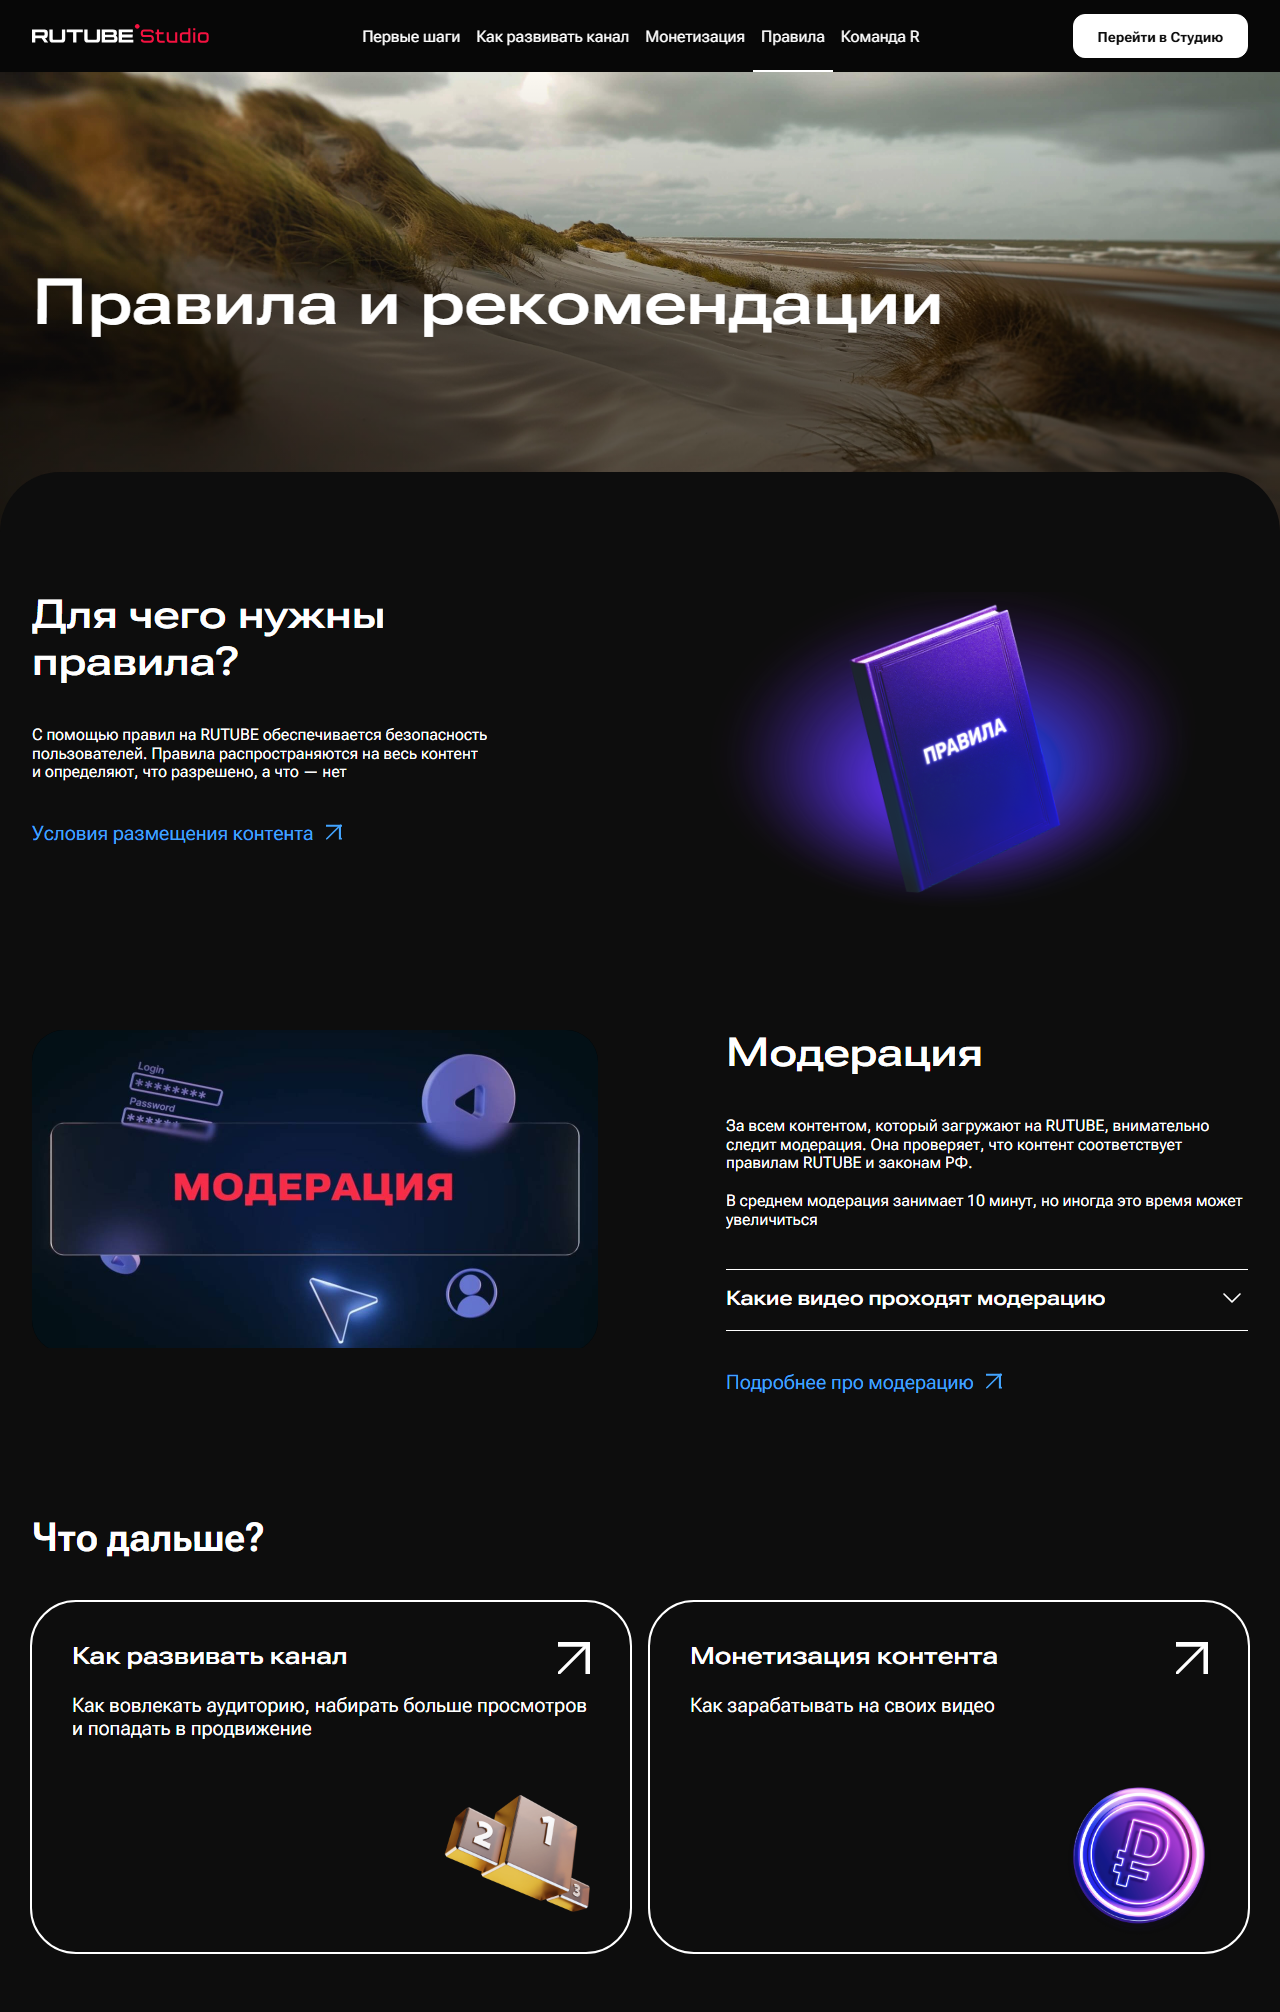 RUTUBE Studio
Первые шаги
Как развивать канал
Монетизация
Правила
Команда R
Перейти в Студию
Правила и рекомендации
Для чего нужны
правила?
С помощью правил на RUTUBE обеспечивается безопасность
пользователей. Правила распространяются на весь контент
и определяют, что разрешено, а что — нет
Условия размещения контента
ПРАВИЛА
Login
********
Password
******
МОДЕРАЦИЯ
Модерация
За всем контентом, который загружают на RUTUBE, внимательно
следит модерация. Она проверяет, что контент соответствует
правилам RUTUBE и законам РФ.
В среднем модерация занимает 10 минут, но иногда это время может
увеличиться
Какие видео проходят модерацию
Подробнее про модерацию
Что дальше?
Как развивать канал
Как вовлекать аудиторию, набирать больше просмотров
и попадать в продвижение
2 1 3
Монетизация контента
Как зарабатывать на своих видео
₽